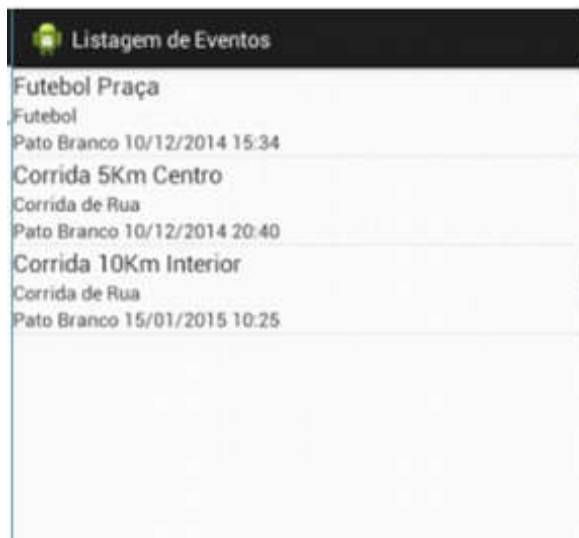 Listagem de Eventos
Futebol Praça
Futebol
Pato Branco 10/12/2014 15:34
Corrida 5Km Centro
Corrida de Rua
Pato Branco 10/12/2014 20:40
Corrida 10Km Interior
Corrida de Rua
Pato Branco 15/01/2015 10:25